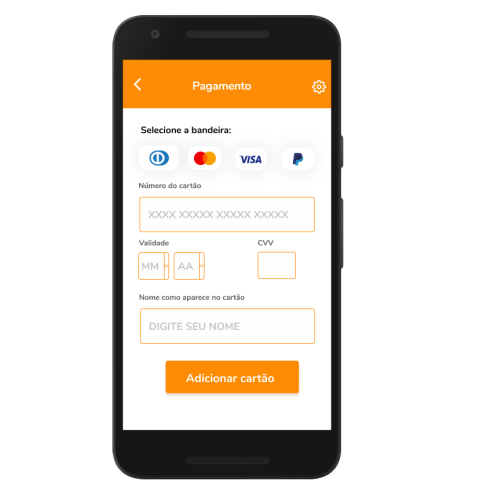 Pagamento
Selecione a bandeira:
VISA
Número do cartão
XXXX XXXXX XXXXX XXXXX
Validade CVV
MM AA
Nome como aparece no cartão
DIGITE SEU NOME
Adicionar cartão